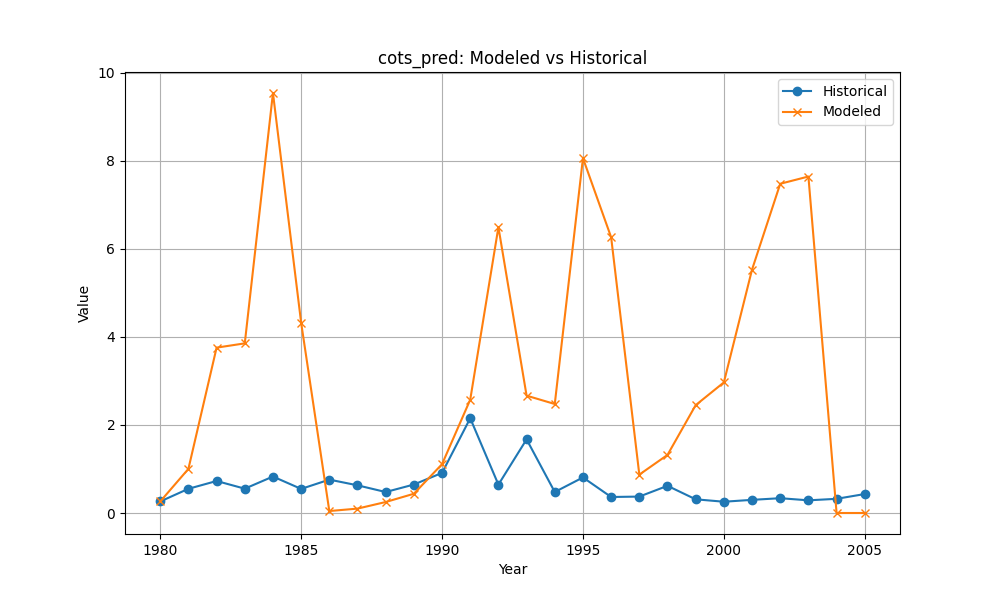 cots_pred: Modeled vs Historical
Historical
Modeled
Value
10
8
6
4
2
0
1980 1985 1990 1995 2000 2005
Year